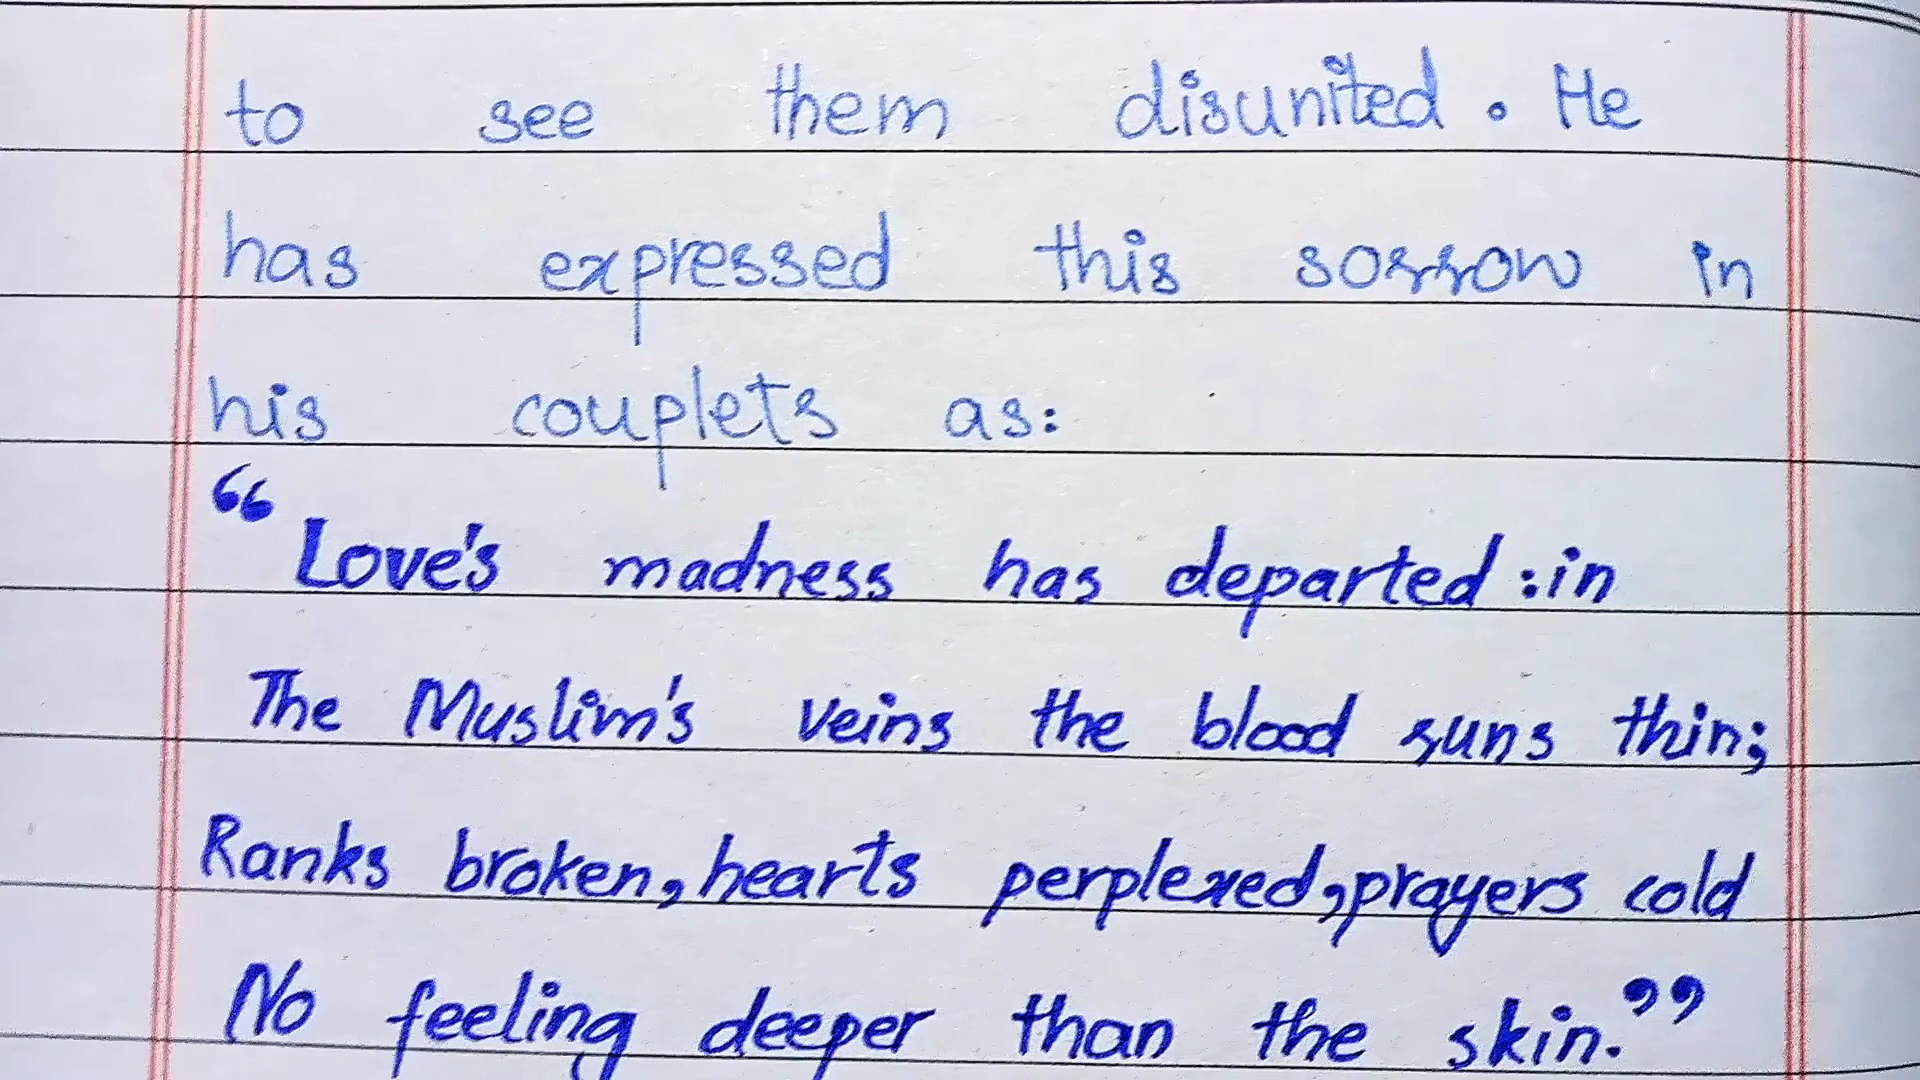 to see them disunited. He
has expressed this sorrow in
his couplets as:
“Love's madness has departed: in
The Muslim's veins the blood runs thin;
Ranks broken, hearts perplexed, prayers cold
No feeling deeper than the skin.”